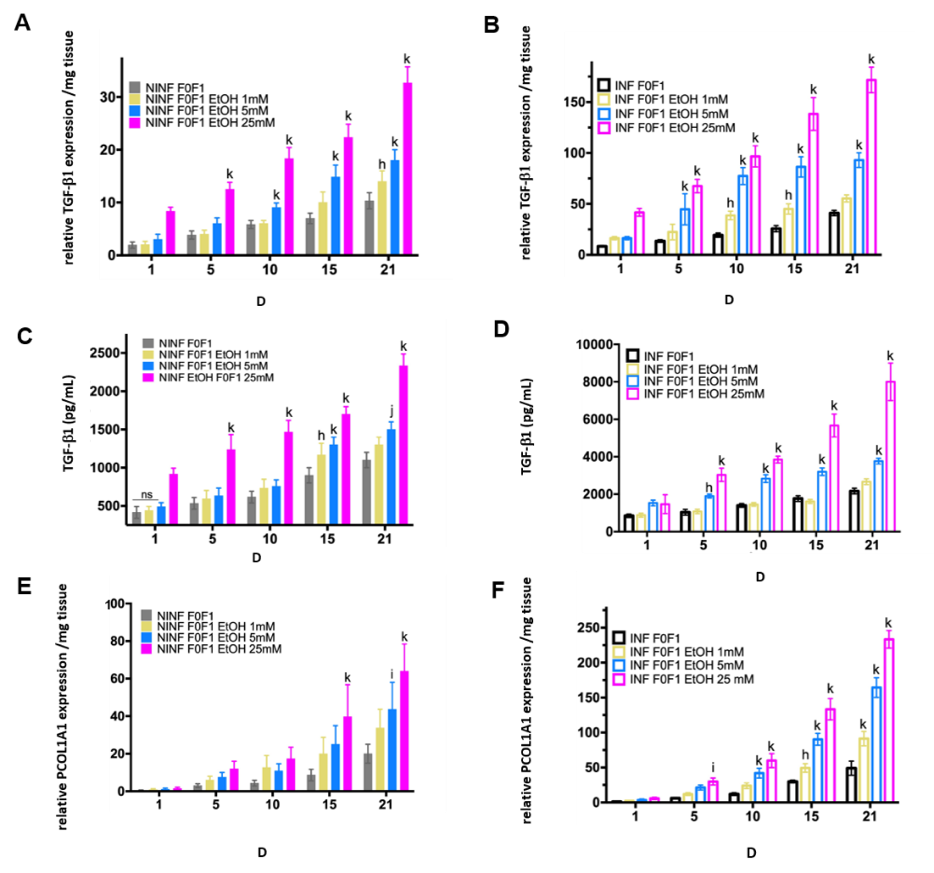 A
relative TGF-β1 expression /mg tissue
NINF F0F1
NINF F0F1 EtOH 1mM
NINF F0F1 EtOH 5mM
NINF F0F1 EtOH 25mM
30
20
10
0
k
k
k
k
h
k
k
k
k
1 5 10 15 21
D
B
relative TGF-β1 expression /mg tissue
INF F0F1
INF F0F1 EtOH 1mM
INF F0F1 EtOH 5mM
INF F0F1 EtOH 25mM
150
100
50
0
k
k
h
k
k
h
k
k
k
k
1 5 10 15 21
D
C
TGF-β1 (pg/mL)
NINF F0F1
NINF F0F1 EtOH 1mM
NINF F0F1 EtOH 5mM
NINF EtOH F0F1 25mM
2500
2000
1500
1000
500
ns
k
k
h
k
k
j
k
1 5 10 15 21
D
D
TGF-β1 (pg/mL)
INF F0F1
INF F0F1 EtOH 1mM
INF F0F1 EtOH 5mM
INF F0F1 EtOH 25mM
10000
8000
6000
4000
2000
0
h
k
k
k
k
k
k
k
1 5 10 15 21
D
E
relative PCOL1A1 expression /mg tissue
NINF F0F1
NINF F0F1 EtOH 1mM
NINF F0F1 EtOH 5mM
NINF F0F1 EtOH 25mM
100
80
60
40
20
0
k
i
k
1 5 10 15 21
D
F
relative PCOL1A1 expression /mg tissue
INF F0F1
INF F0F1 EtOH 1mM
INF F0F1 EtOH 5mM
INF F0F1 EtOH 25 mM
250
200
150
100
50
0
i
k
k
h
k
k
k
k
k
1 5 10 15 21
D